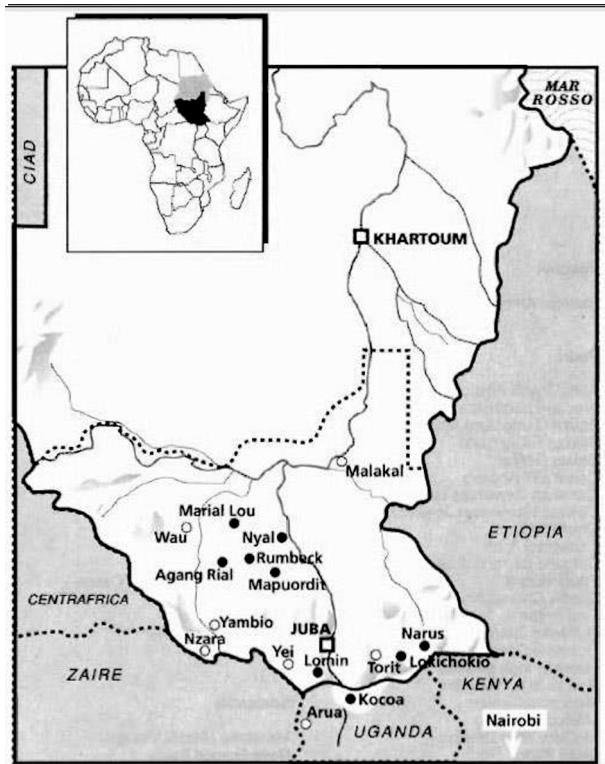 MAR
ROSSO
CIAD
KHARTOUM
Malakal
Marial Lou
Wau
Nyal
Rumbeck
Agang Rial
Mapuordit
ETIOPIA
CENTRAFRICA
Yambio
JUBA
Nzara
Yei
Lomin
Narus
Torit
Lokichokio
ZAIRE
KENYA
Kocoa
Arua
UGANDA
Nairobi